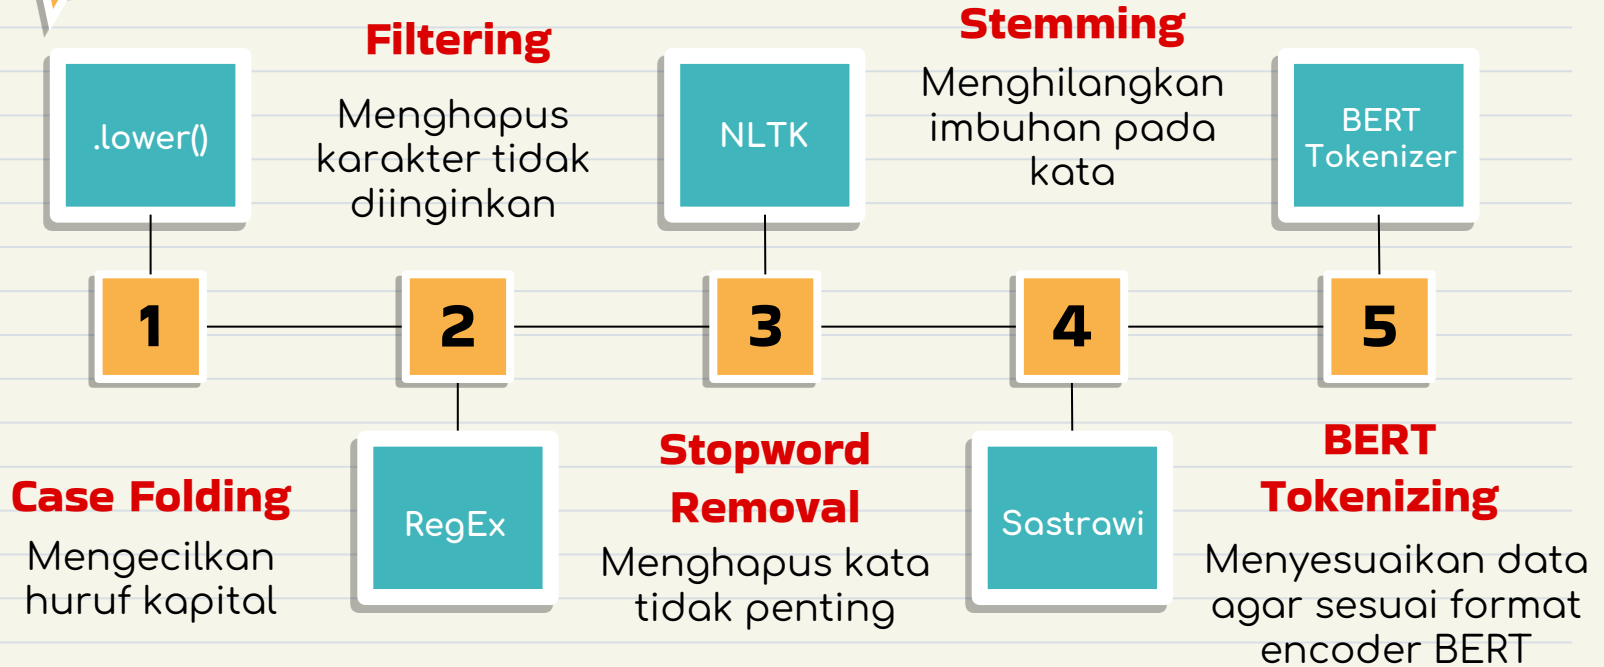 .lower()
1
Case Folding
Mengecilkan
huruf kapital
Filtering
Menghapus
karakter tidak
diinginkan
2
RegEx
NLTK
3
Stopword
Removal
Menghapus kata
tidak penting
Stemming
Menghilangkan
imbuhan pada
kata
4
Sastrawi
BERT
Tokenizer
5
BERT
Tokenizing
Menyesuaikan data
agar sesuai format
encoder BERT